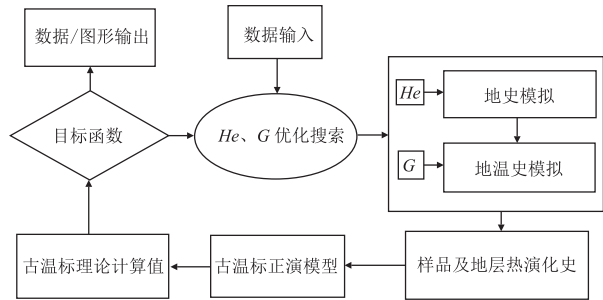 数据/图形输出
数据输入
目标函数
He、G 优化搜索
He
地史模拟
G
地温史模拟
古温标理论计算值
古温标正演模型
样品及地层热演化史